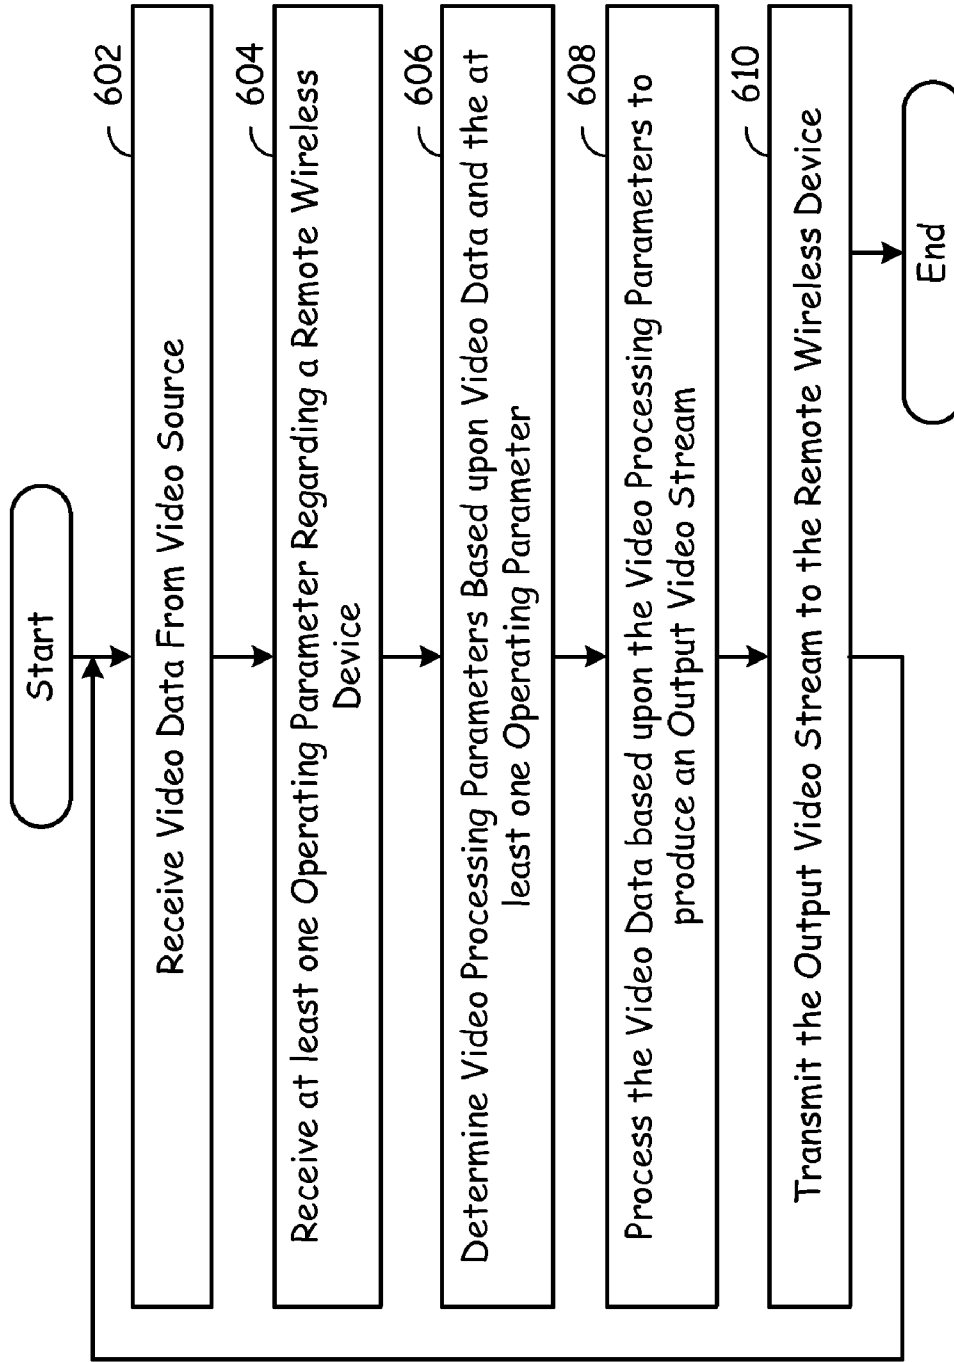 Start
602
Receive Video Data From Video Source
604
Receive at least one Operating Parameter Regarding a Remote Wireless
Device
606
Determine Video Processing Parameters Based upon Video Data and the at
least one Operating Parameter
608
Process the Video Data based upon the Video Processing Parameters to
produce an Output Video Stream
610
Transmit the Output Video Stream to the Remote Wireless Device
End